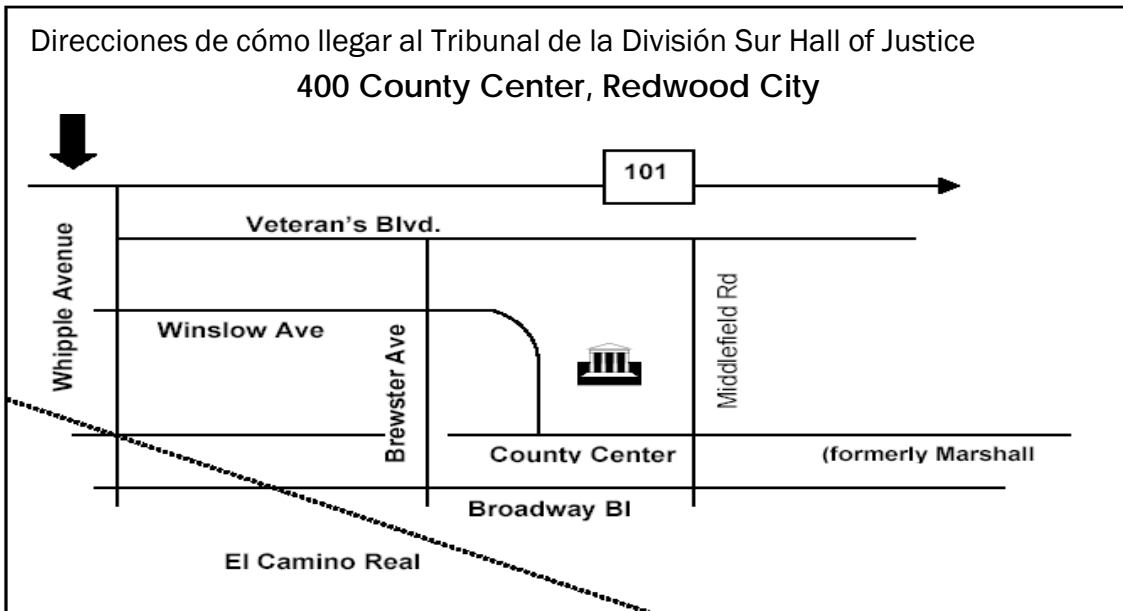 Direcciones de cómo llegar al Tribunal de la División Sur Hall of Justice
400 County Center, Redwood City
101
Veteran's Blvd.
Whipple Avenue
Winslow Ave
Brewster Ave
Middlefield Rd
County Center
(formerly Marshall
Broadway Bl
El Camino Real